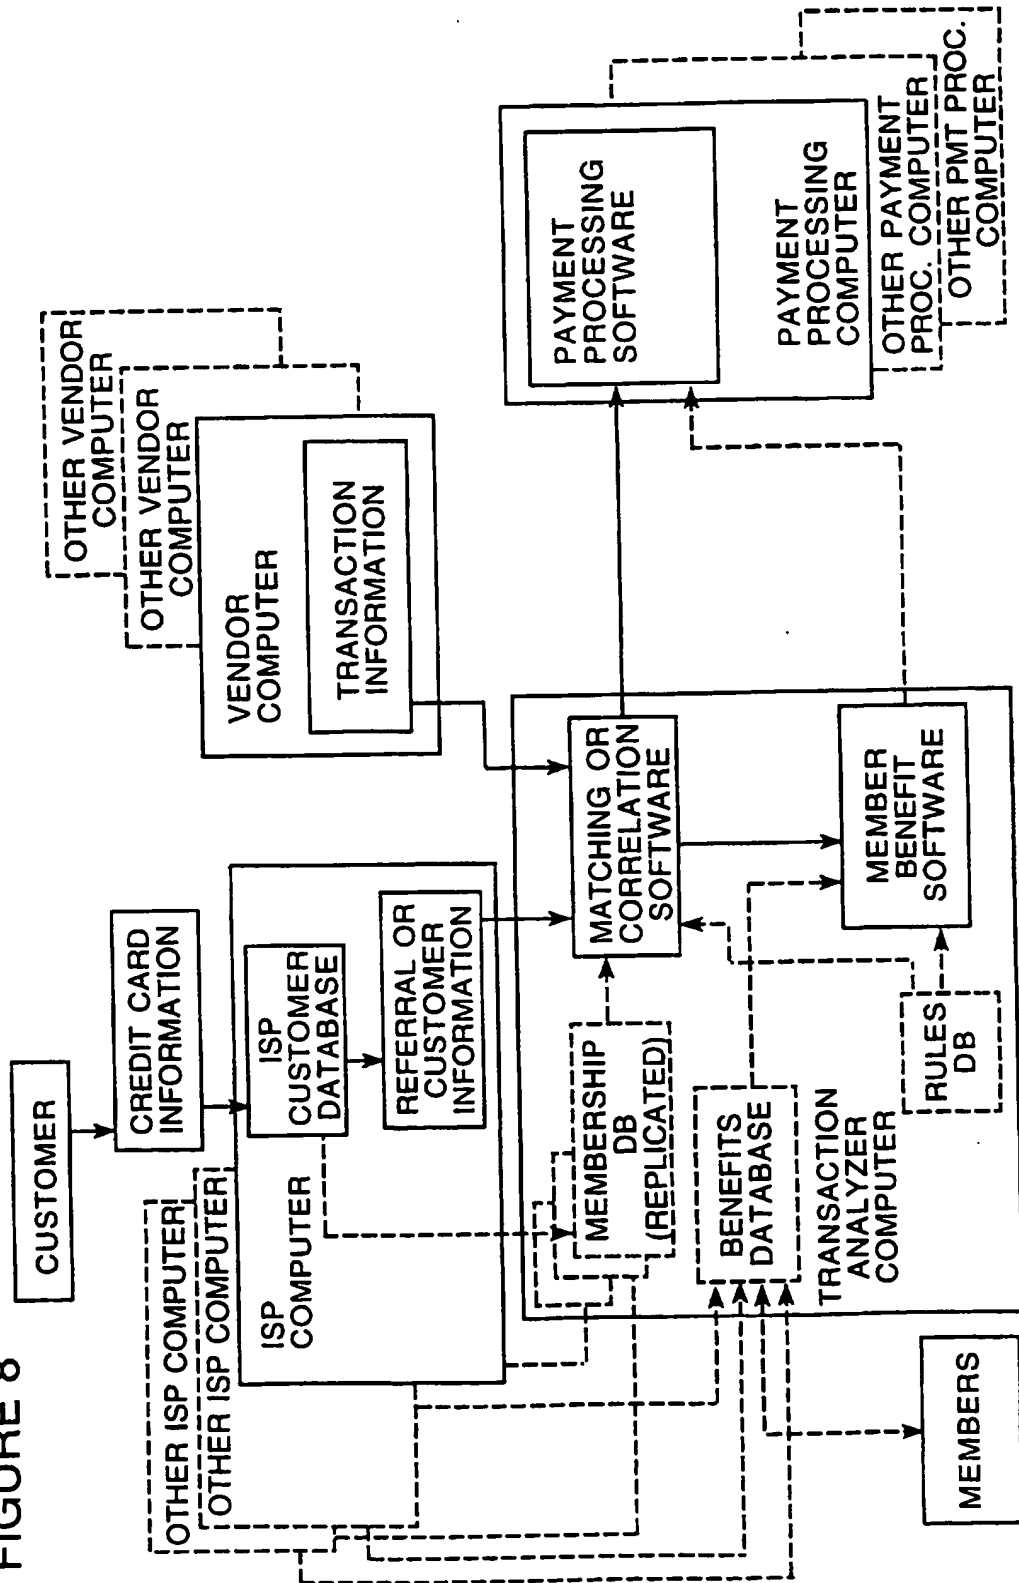 FIGURE 8
CUSTOMER
CREDIT CARD
INFORMATION
OTHER ISP COMPUTER
OTHER ISP COMPUTER
ISP
COMPUTER
ISP
CUSTOMER
DATABASE
REFERRAL OR
CUSTOMER
INFORMATION
OTHER VENDOR
COMPUTER
OTHER VENDOR
COMPUTER
VENDOR
COMPUTER
TRANSACTION
INFORMATION
MEMBERSHIP
DB
(REPLICATED)
MATCHING OR
CORRELATION
SOFTWARE
BENEFITS
DATABASE
MEMBER
BENEFIT
SOFTWARE
RULES
DB
TRANSACTION
ANALYZER
COMPUTER
MEMBERS
PAYMENT
PROCESSING
SOFTWARE
PAYMENT
PROCESSING
COMPUTER
OTHER PAYMENT
PROC. COMPUTER
OTHER PMT PROC.
COMPUTER